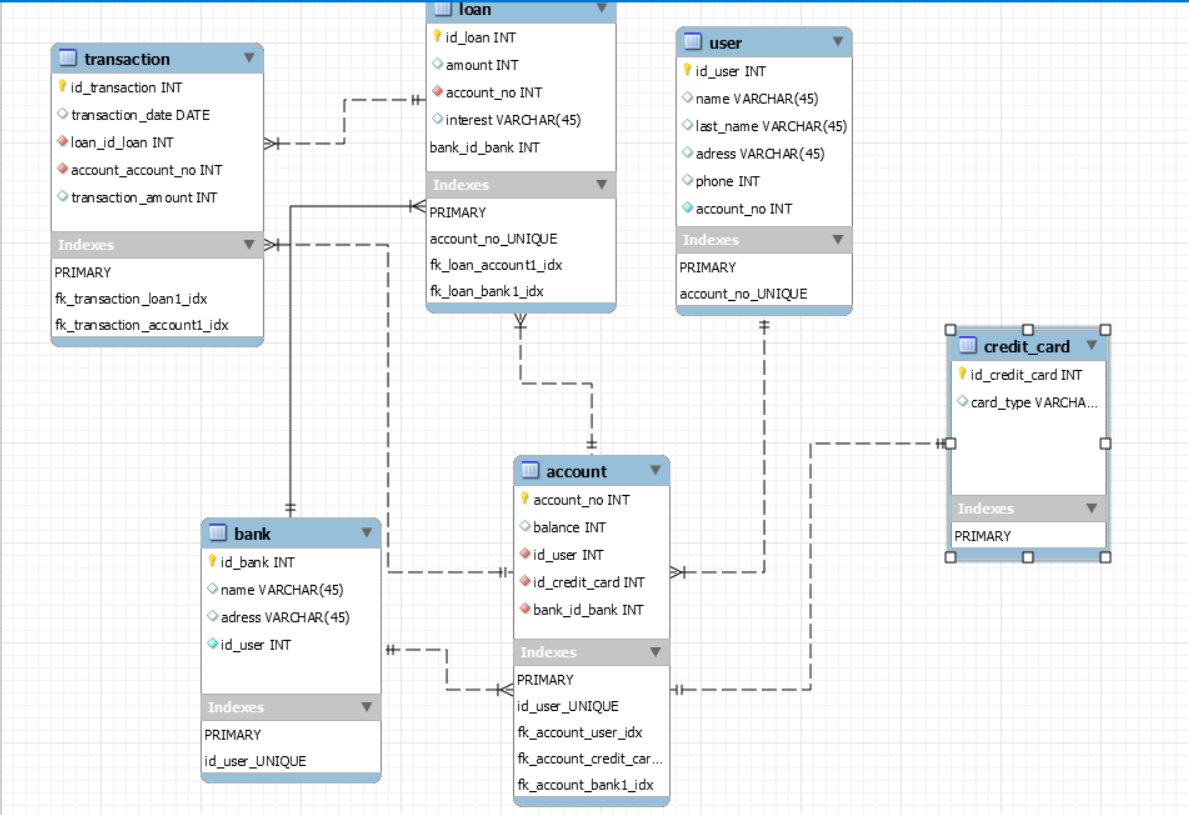 transaction
id_transaction INT
transaction_date DATE
loan_id_loan INT
account_account_no INT
transaction_amount INT
Indexes
PRIMARY
fk_transaction_loan1_idx
fk_transaction_account1_idx
loan
id_loan INT
amount INT
account_no INT
interest VARCHAR(45)
bank_id_bank INT
Indexes
PRIMARY
account_no_UNIQUE
fk_loan_account1_idx
fk_loan_bank1_idx
user
id_user INT
name VARCHAR(45)
last_name VARCHAR(45)
adress VARCHAR(45)
phone INT
account_no INT
Indexes
PRIMARY
account_no_UNIQUE
credit_card
id_credit_card INT
card_type VARCHA...
Indexes
PRIMARY
bank
id_bank INT
name VARCHAR(45)
adress VARCHAR(45)
id_user INT
Indexes
PRIMARY
id_user_UNIQUE
account
account_no INT
balance INT
id_user INT
id_credit_card INT
bank_id_bank INT
Indexes
PRIMARY
id_user_UNIQUE
fk_account_user_idx
fk_account_credit_car...
fk_account_bank1_idx